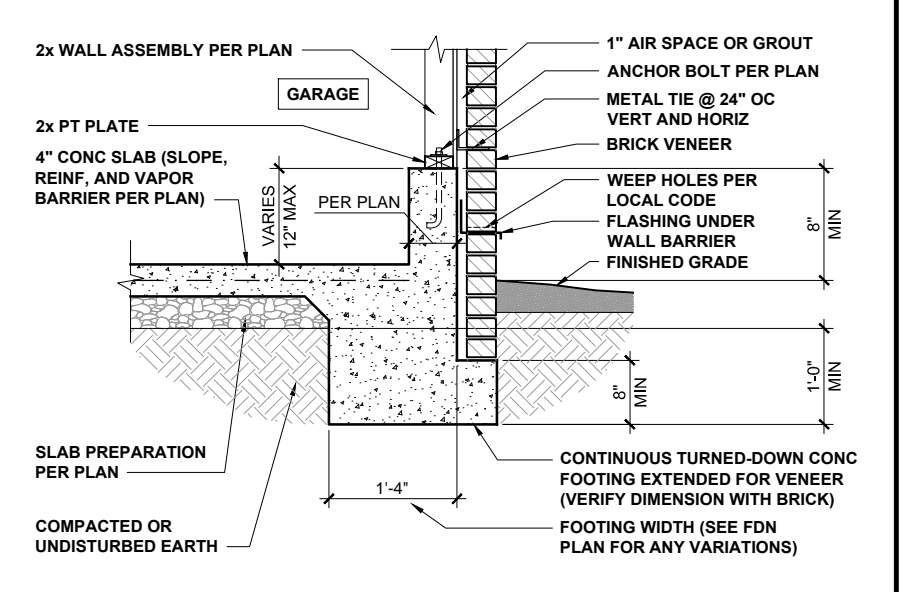 2x WALL ASSEMBLY PER PLAN
GARAGE
2x PT PLATE
4" CONC SLAB (SLOPE,
REINF, AND VAPOR
BARRIER PER PLAN)
VARIES
12" MAX
PER PLAN
1" AIR SPACE OR GROUT
ANCHOR BOLT PER PLAN
METAL TIE @ 24" OC
VERT AND HORIZ
BRICK VENEER
WEEP HOLES PER
LOCAL CODE
FLASHING UNDER
WALL BARRIER
FINISHED GRADE
8"
MIN
1'-0"
MIN
8"
MIN
SLAB PREPARATION
PER PLAN
COMPACTED OR
UNDISTURBED EARTH
1'-4"
CONTINUOUS TURNED-DOWN CONC
FOOTING EXTENDED FOR VENEER
(VERIFY DIMENSION WITH BRICK)
FOOTING WIDTH (SEE FDN
PLAN FOR ANY VARIATIONS)